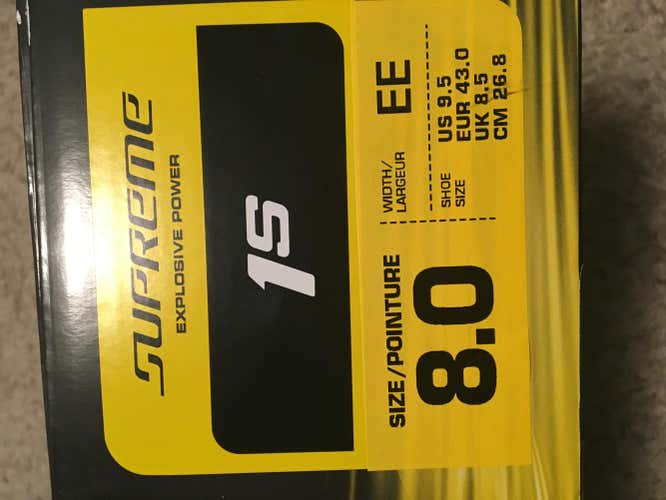 SUPREME
EXPLOSIVE POWER
1S
SIZE/POINTURE
8.0
WIDTH/
LARGEUR
EE
SHOE
SIZE
US 9.5
EUR 43.0
UK 8.5
CM 26.8